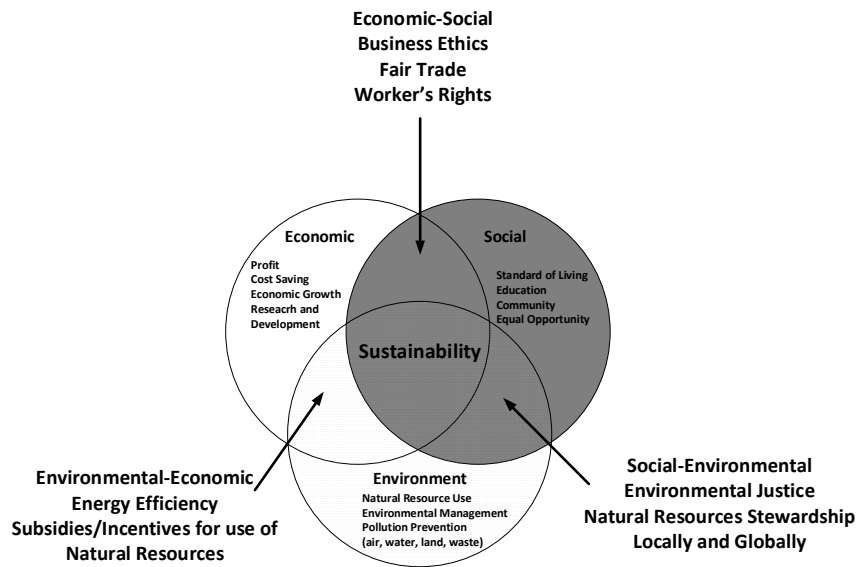 Economic-Social
Business Ethics
Fair Trade
Worker's Rights
Economic
Profit
Cost Saving
Economic Growth
Reseacrh and
Development
Social
Standard of Living
Education
Community
Equal Opportunity
Sustainability
Environment
Natural Resource Use
Environmental Management
Pollution Prevention
(air, water, land, waste)
Environmental-Economic
Energy Efficiency
Subsidies/Incentives for use of
Natural Resources
Social-Environmental
Environmental Justice
Natural Resources Stewardship
Locally and Globally